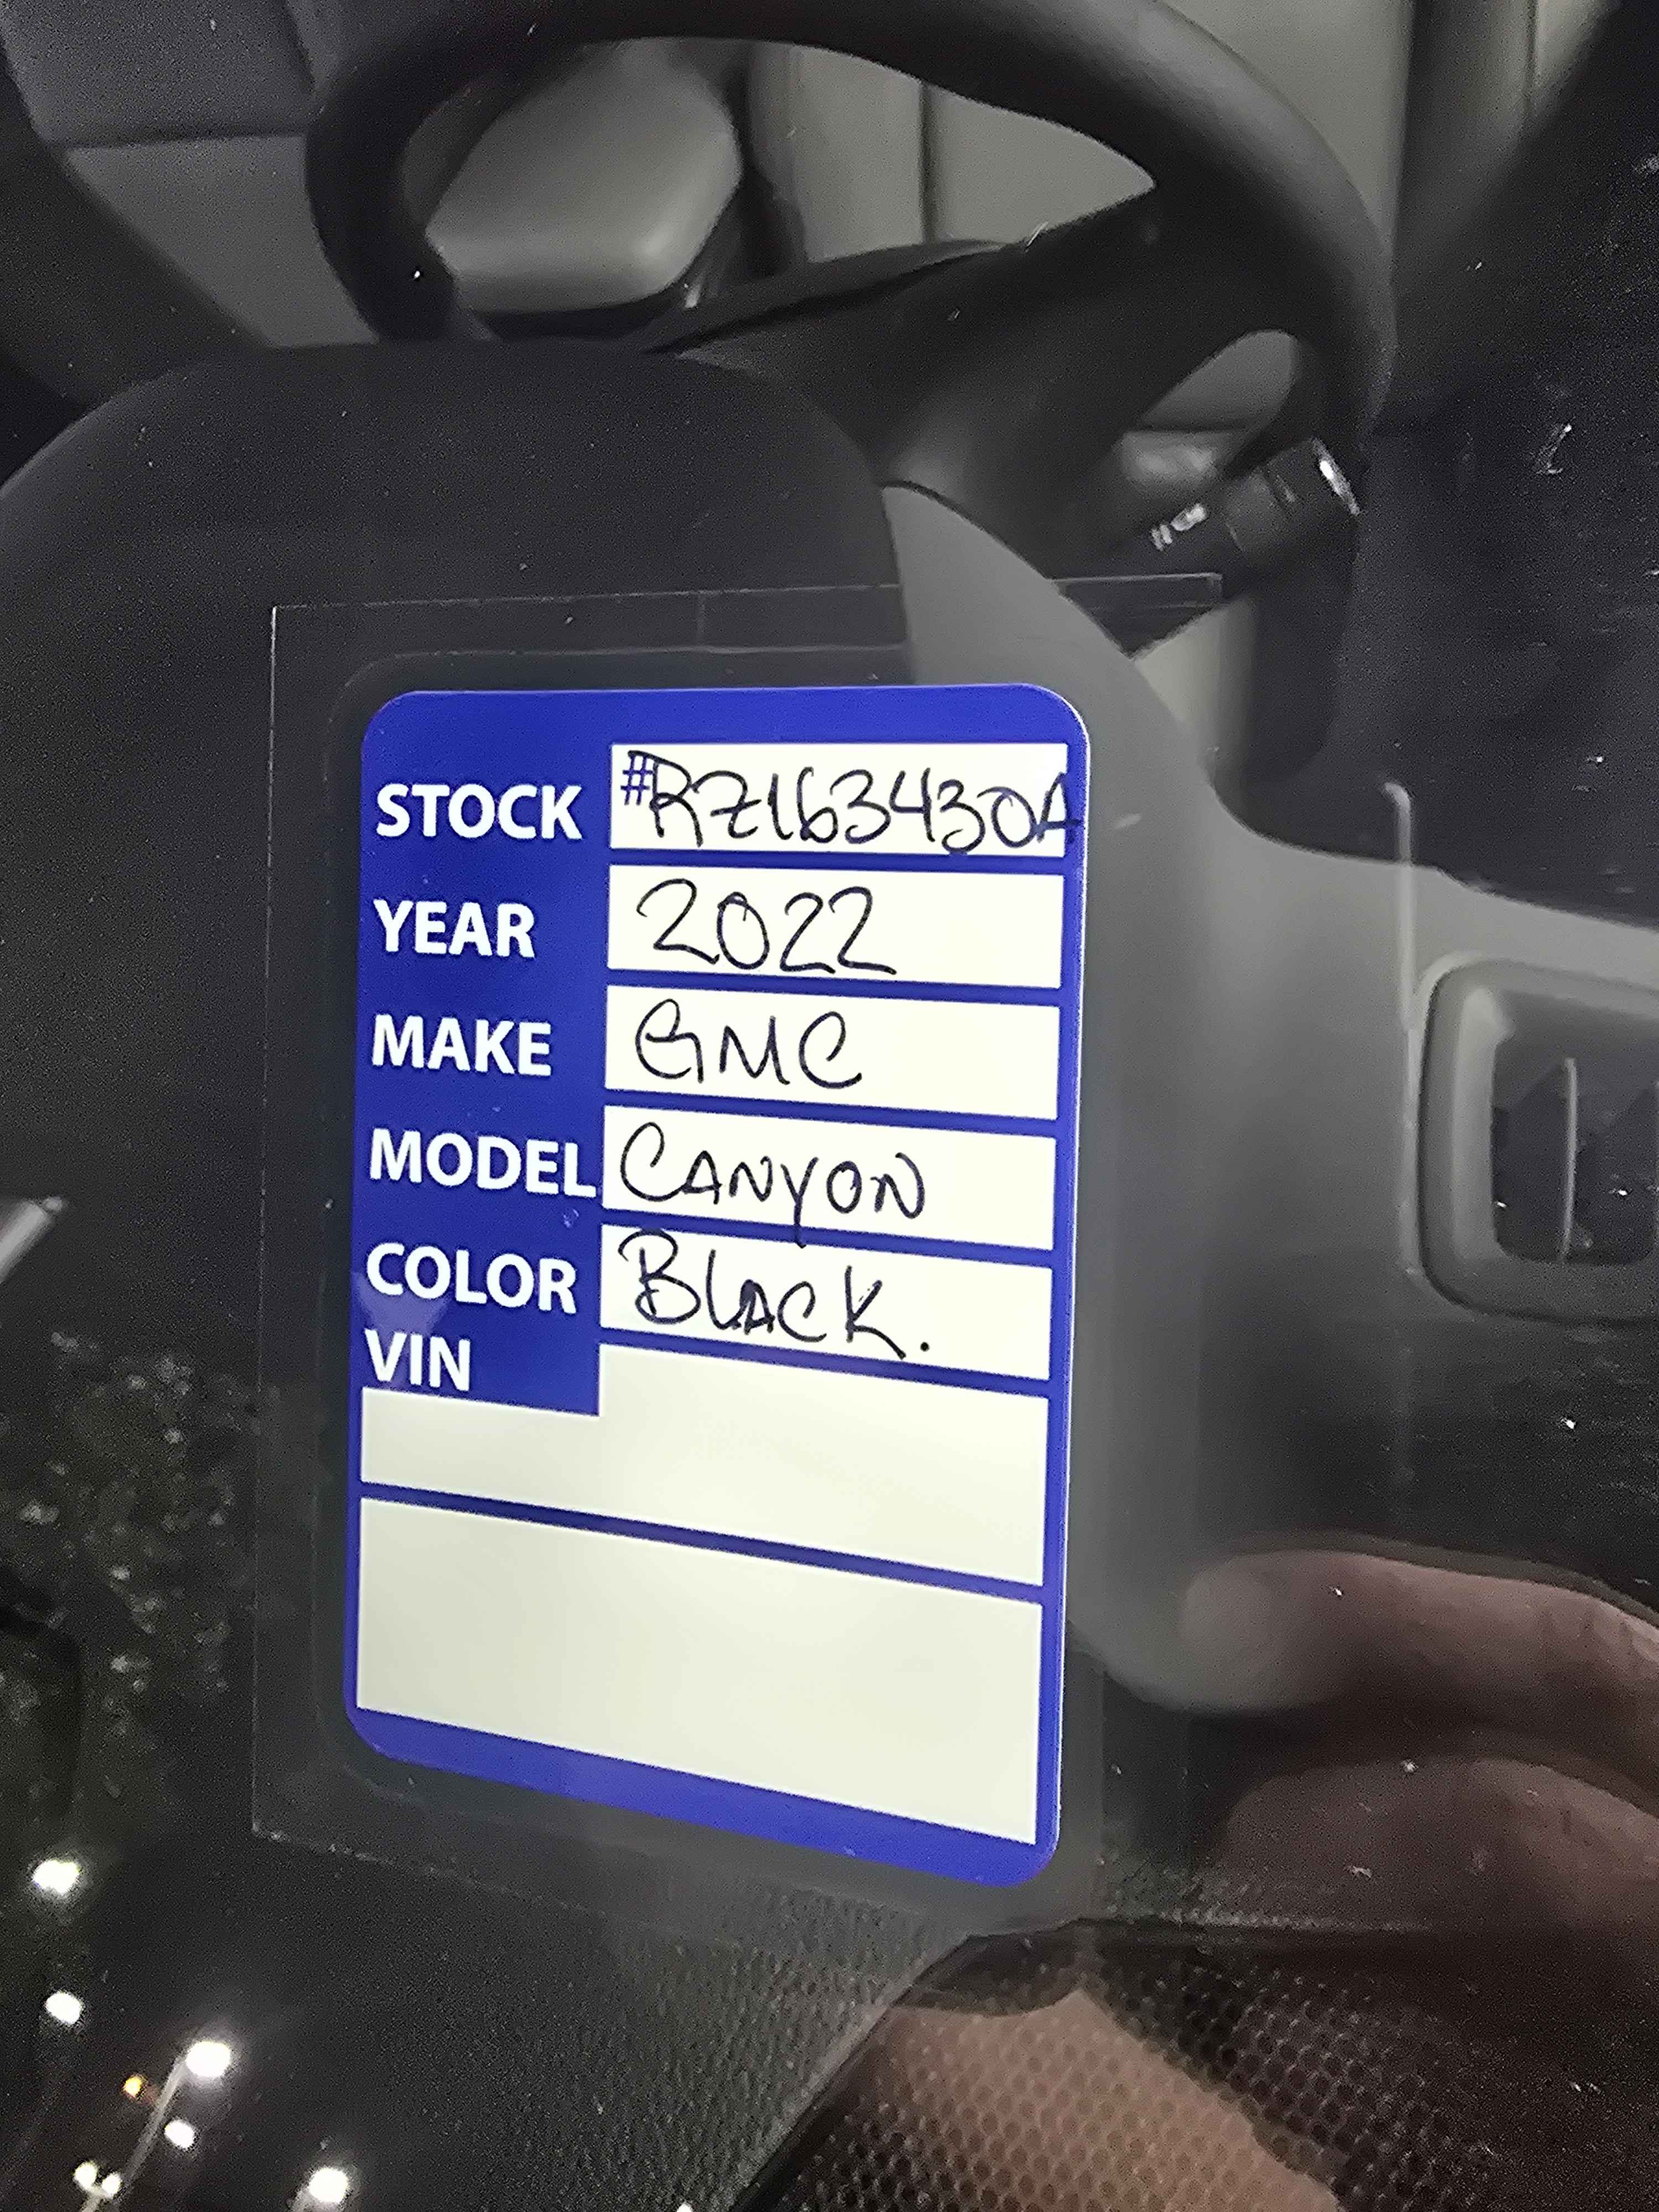 STOCK #RZ163430A
YEAR 2022
MAKE GMC
MODEL CANYON
COLOR BLACK.
VIN